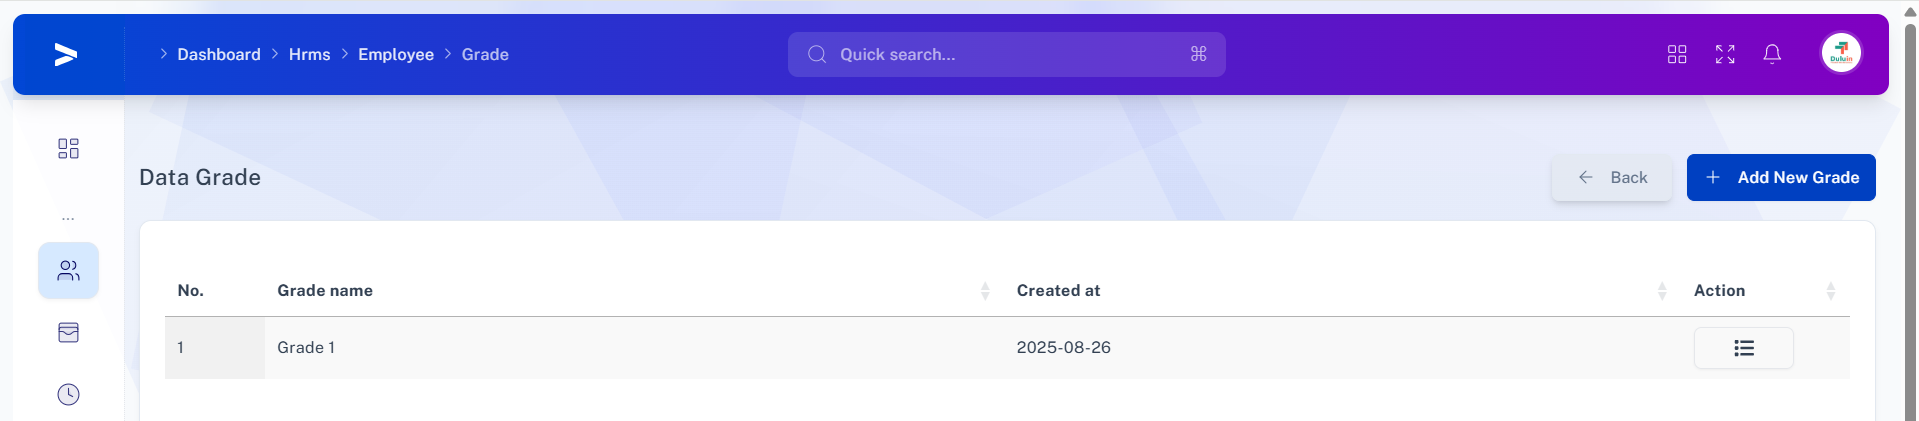 Dashboard Hrms Employee Grade
Quick search...
Duluin
...
Data Grade
Back
Add New Grade
No. Grade name Created at Action
1 Grade 1 2025-08-26